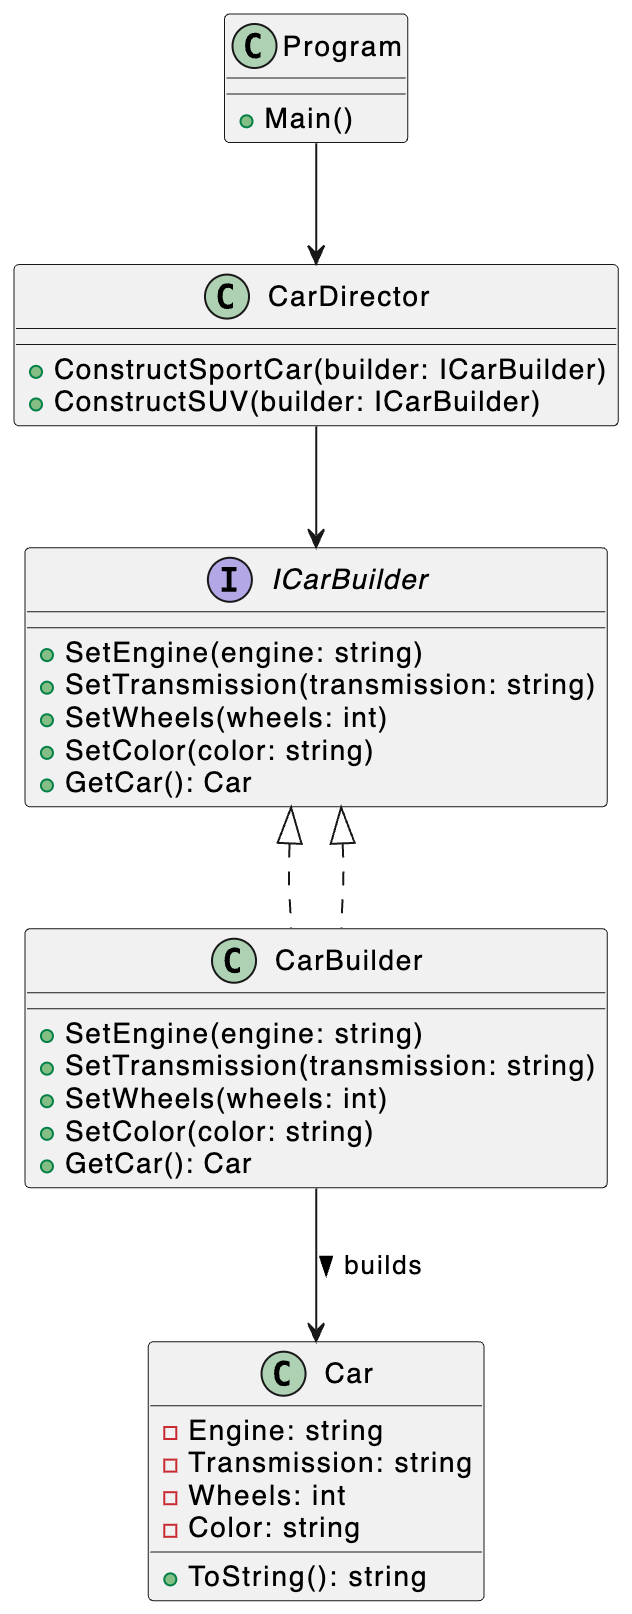 C Program
Main()
C CarDirector
ConstructSportCar(builder: ICarBuilder)
ConstructSUV(builder: ICarBuilder)
I ICarBuilder
SetEngine(engine: string)
SetTransmission(transmission: string)
SetWheels(wheels: int)
SetColor(color: string)
GetCar(): Car
C CarBuilder
SetEngine(engine: string)
SetTransmission(transmission: string)
SetWheels(wheels: int)
SetColor(color: string)
GetCar(): Car
builds
C Car
Engine: string
Transmission: string
Wheels: int
Color: string
ToString(): string